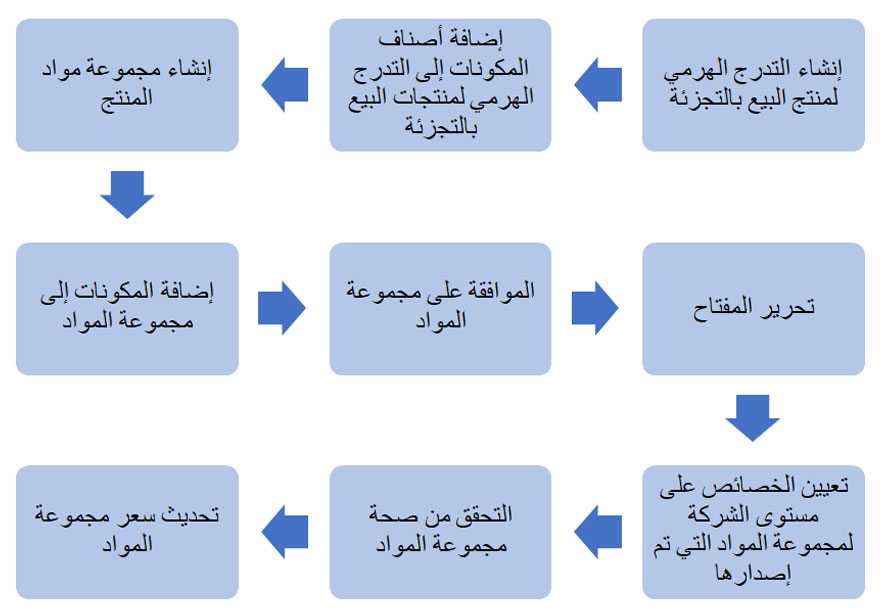 إنشاء التدرج الهرمي
لمنتج البيع بالتجزئة
إضافة أصناف
المكونات إلى التدرج
الهرمي لمنتجات البيع
بالتجزئة
إنشاء مجموعة مواد
المنتج
إضافة المكونات إلى
مجموعة المواد
الموافقة على مجموعة
المواد
تحرير المفتاح
تعيين الخصائص على
مستوى الشركة
لمجموعة المواد التي تم
إصدارها
التحقق من صحة
مجموعة المواد
تحديث سعر مجموعة
المواد